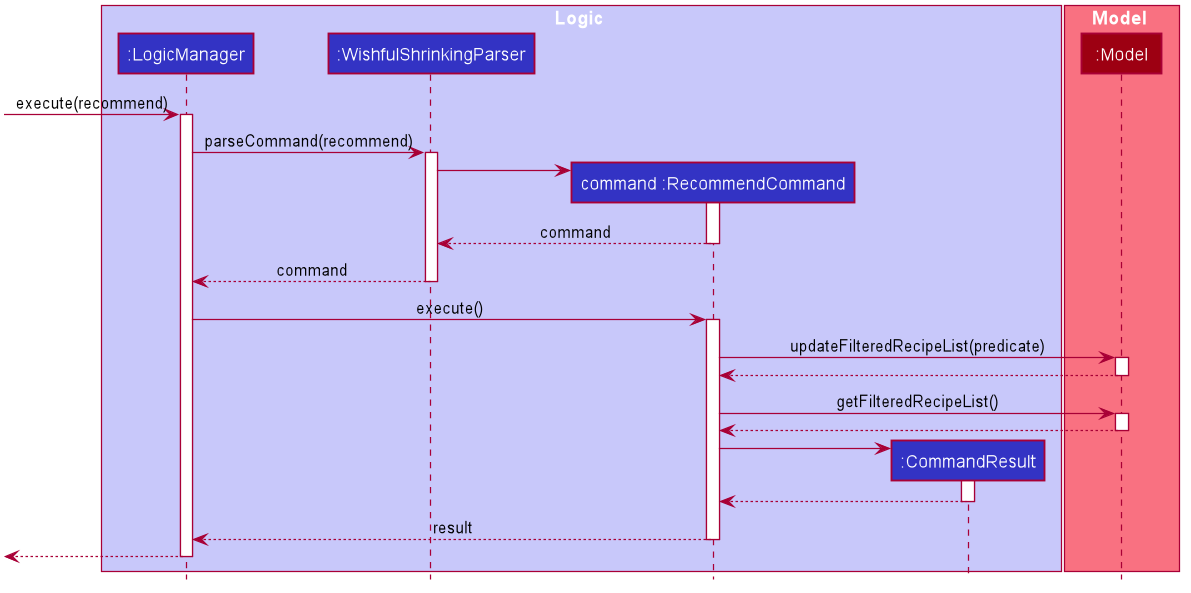 Logic
Model
:LogicManager
:WishfulShrinkingParser
:Model
execute(recommend)
parseCommand(recommend)
command :RecommendCommand
command
command
execute()
updateFilteredRecipeList(predicate)
getFilteredRecipeList()
:CommandResult
result